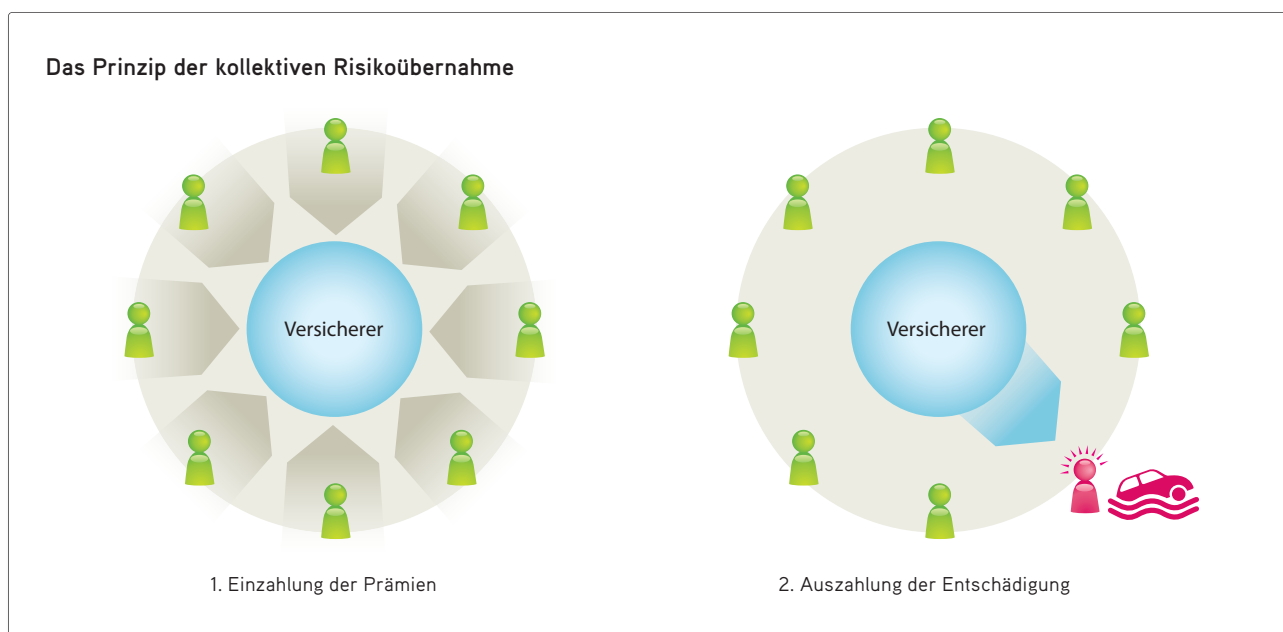 Das Prinzip der kollektiven Risikoübernahme
Versicherer
Versicherer
1. Einzahlung der Prämien
2. Auszahlung der Entschädigung